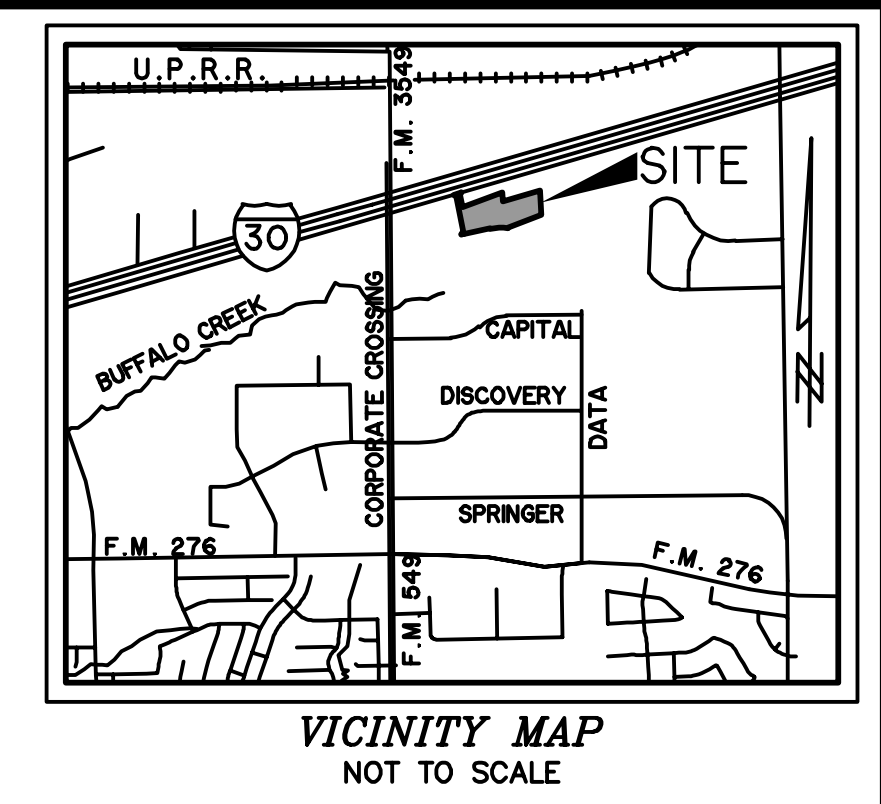 U.P.R.R.
F.M. 3549
SITE
30
BUFFALO CREEK
CORPORATE CROSSING
CAPITAL
DISCOVERY
DATA
N
SPRINGER
F.M. 276
F.M. 276
F.M. 549
VICINITY MAP
NOT TO SCALE